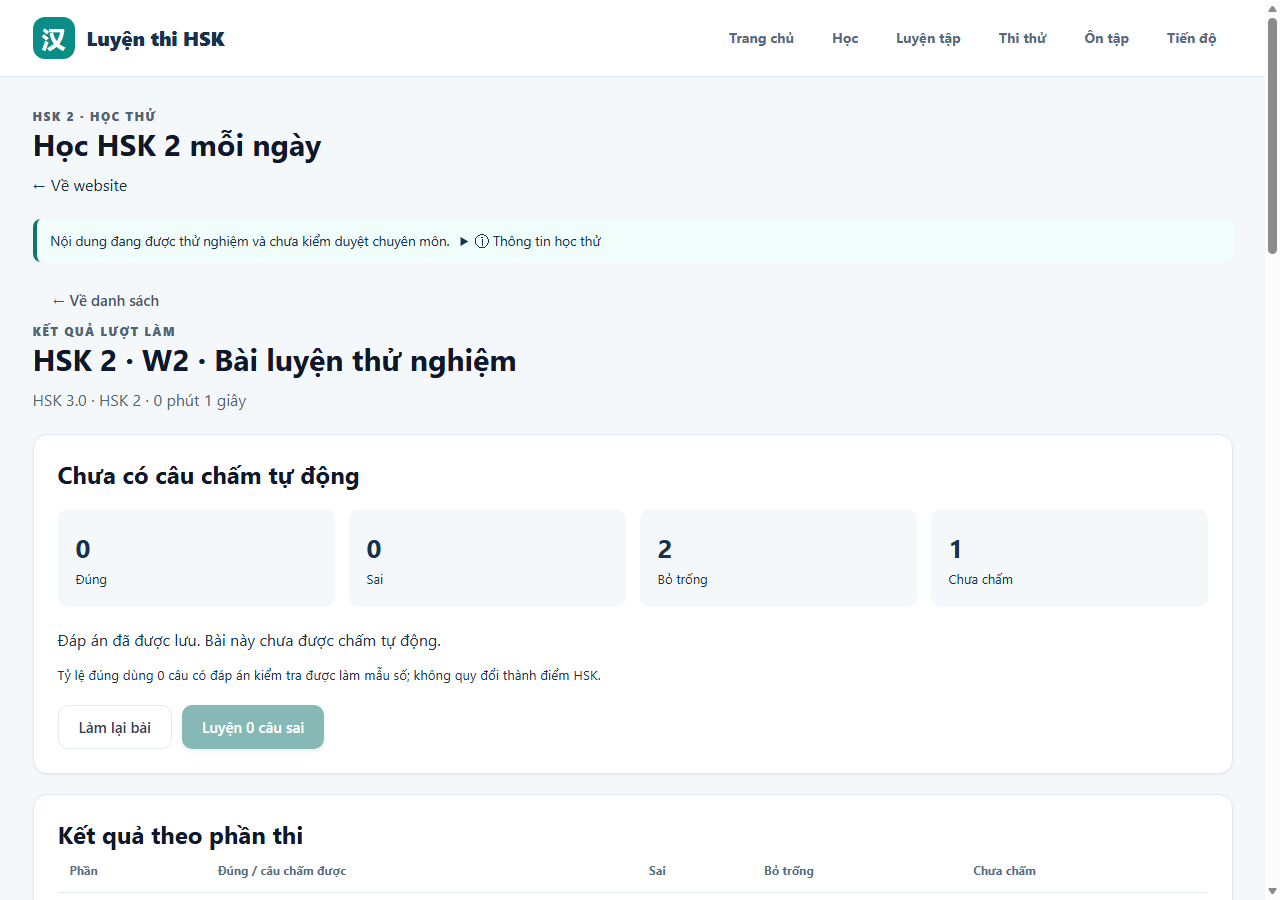 汉 Luyện thi HSK
Trang chủ Học Luyện tập Thi thử Ôn tập Tiến độ
HSK 2 · HỌC THỬ
Học HSK 2 mỗi ngày
← Về website
Nội dung đang được thử nghiệm và chưa kiểm duyệt chuyên môn. ▶ ⓘ Thông tin học thử
← Về danh sách
KẾT QUẢ LƯỢT LÀM
HSK 2 · W2 · Bài luyện thử nghiệm
HSK 3.0 · HSK 2 · 0 phút 1 giây
Chưa có câu chấm tự động
0 0 2 1
Đúng Sai Bỏ trống Chưa chấm
Đáp án đã được lưu. Bài này chưa được chấm tự động.
Tỷ lệ đúng dùng 0 câu có đáp án kiểm tra được làm mẫu số; không quy đổi thành điểm HSK.
Làm lại bài Luyện 0 câu sai
Kết quả theo phần thi
Phần Đúng / câu chấm được Sai Bỏ trống Chưa chấm